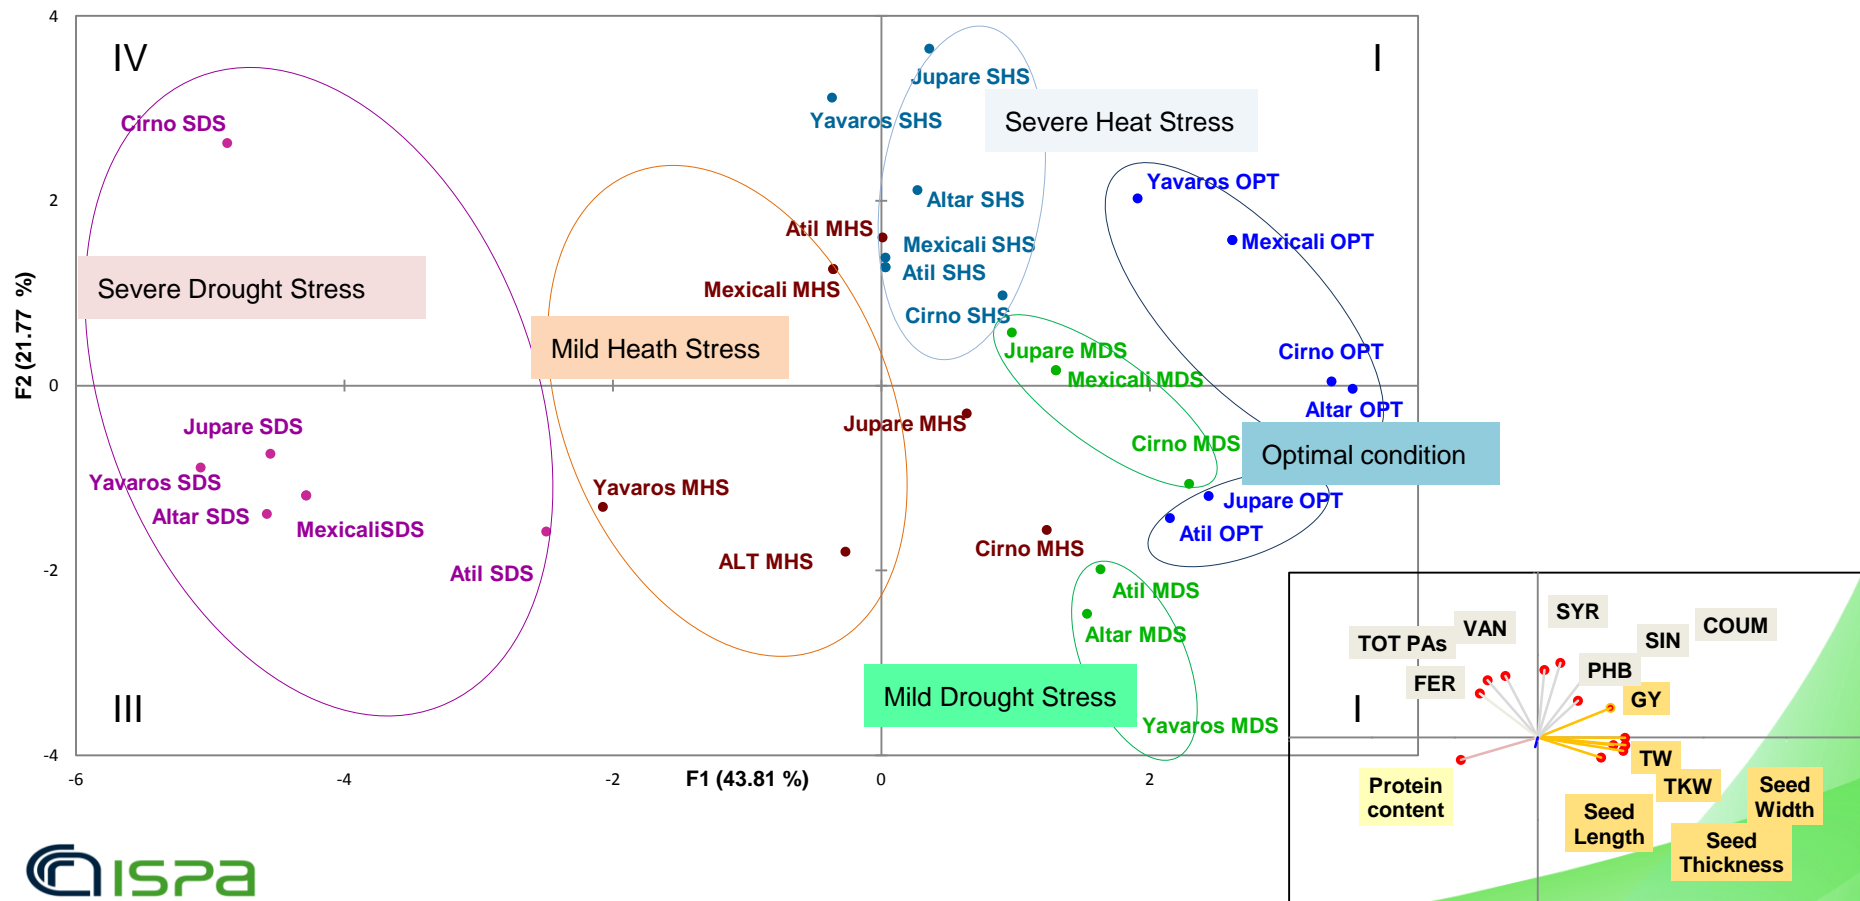 4
IV
I
Jupare SHS
Cirno SDS
Yavaros SHS
Severe Heat Stress
Yavaros OPT
2
Altar SHS
Atil MHS
Mexicali SHS
Mexicali OPT
Atil SHS
Severe Drought Stress
Mexicali MHS
Cirno SHS
F2 (21.77 %)
Mild Heath Stress
Jupare MDS
Cirno OPT
Mexicali MDS
0
Altar OPT
Jupare SDS
Jupare MHS
Cirno MDS
Optimal condition
Yavaros SDS
Yavaros MHS
Jupare OPT
Altar SDS
MexicaliSDS
Atil OPT
Cirno MHS
ALT MHS
Atil SDS
-2
Atil MDS
Altar MDS
III
Mild Drought Stress
Yavaros MDS
-4
-6
-4
-2
0
2
F1 (43.81 %)
SYR
VAN
COUM
TOT PAs
SIN
PHB
FER
I
GY
TW
Protein
content
TKW
Seed
Width
Seed
Length
Seed
Thickness
ISPA